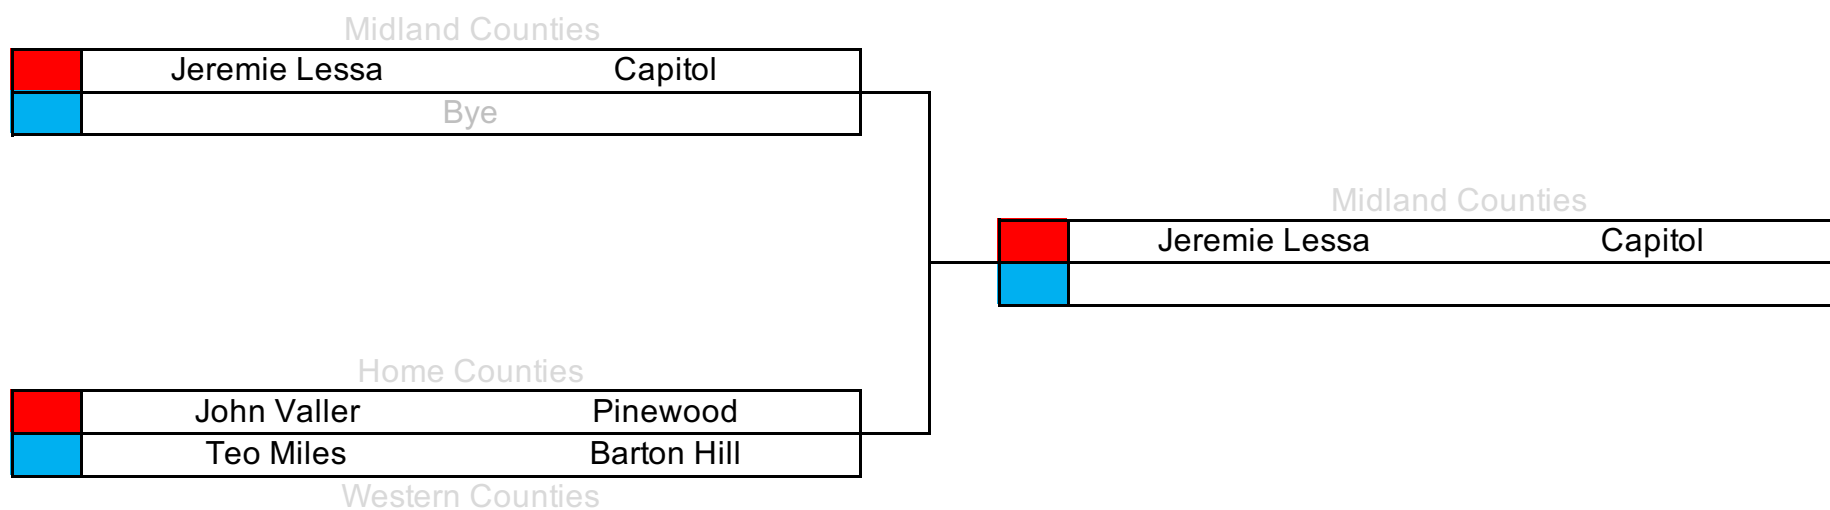 Midland Counties
Jeremie Lessa Capitol
Bye
Midland Counties
Jeremie Lessa Capitol
Home Counties
John Valler Pinewood
Teo Miles Barton Hill
Western Counties